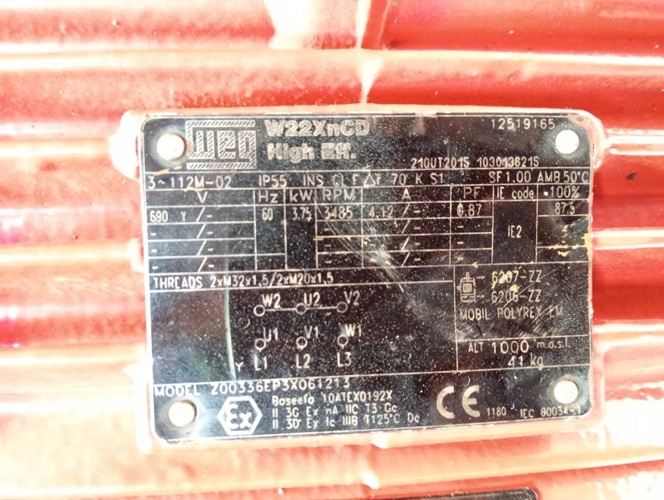 WEG W22XnCD 12519165
High Eff. 21OUT2015 1030136215
3~112M-02 IP55 INS CL F ΔT 70 K S1 SF1.00 AMB50°C
V Hz kW RPM A PF IE code 100%
690 Y -/- 60 3.75 3485 4.12 /- 0.87 IE2 87.5
THREADS 2xM32x1,5/2xM20x1,5
6207-ZZ
6206-ZZ
MOBIL POLYREX EM
W2 U2 V2
U1 V1 W1
Y L1 L2 L3
ALT 1000 m.a.s.l.
41 kg
MODEL Z00336EP3X061213
Baseefa 10ATEX0192X
II 3G Ex nA IIC T3 Gc
II 3D Ex tc IIIB T125°C Dc
Ex CE 1180 IEC 60034-1